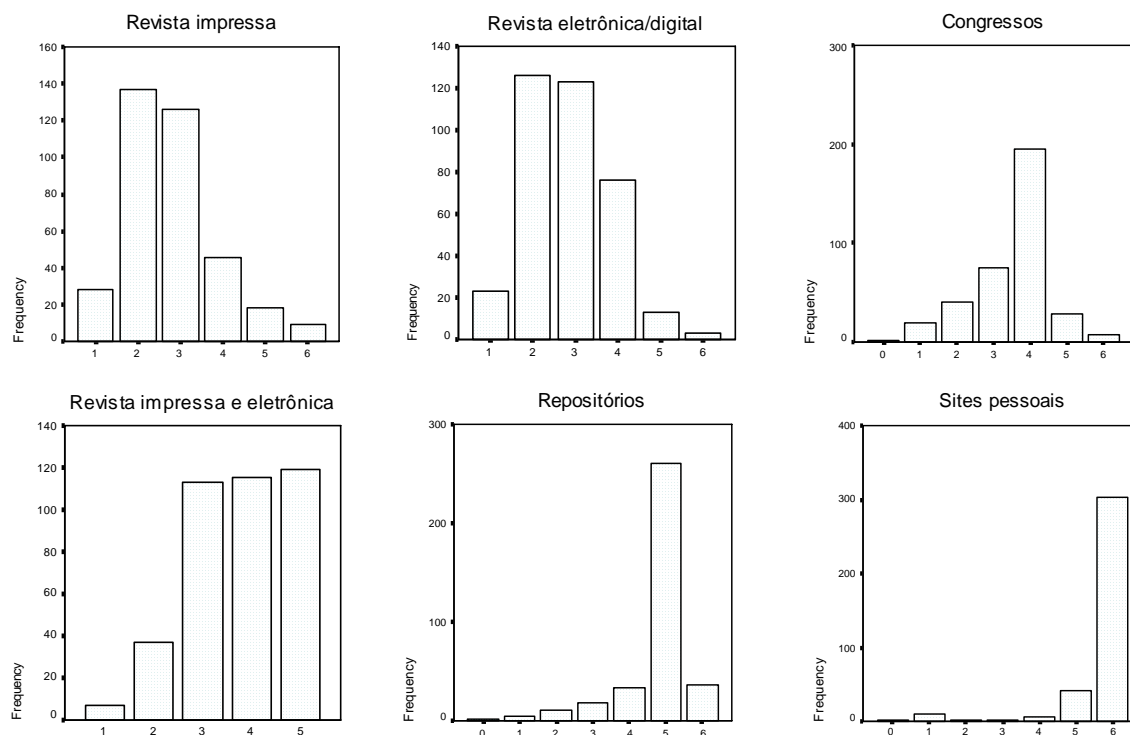 Revista impressa
160
140
120
100
80
60
40
20
0
Frequency
1 2 3 4 5 6
Revista eletrônica/digital
140
120
100
80
60
40
20
0
Frequency
1 2 3 4 5 6
Congressos
300
200
100
0
Frequency
0 1 2 3 4 5 6
Revista impressa e eletrônica
140
120
100
80
60
40
20
0
Frequency
1 2 3 4 5
Repositórios
300
200
100
0
Frequency
0 1 2 3 4 5 6
Sites pessoais
400
300
200
100
0
Frequency
0 1 2 3 4 5 6